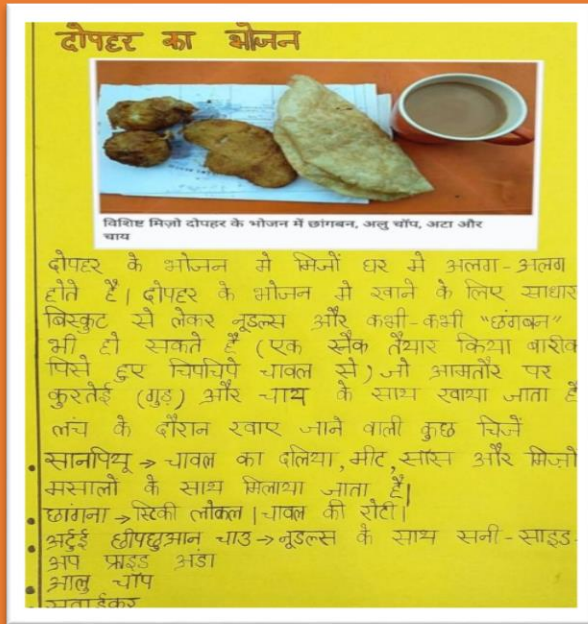 दोपहर का भोजन
विशिष्ट मिज़ो दोपहर के भोजन में छांगबन, अलु चॉप, अटा और
चाय
दोपहर के भोजन मे मिजों घर मे अलग-अलग
होते है। दोपहर के भोजन मे खाने के लिए साधार
बिस्कुट से लेकर नूडल्स और कभी-कभी "छंगबन"
भी हो सकते हैं (एक स्नैक तैयार किया बारीक
पिसे हुए चिपचिपे चावल से) जो आमतौर पर
कुरतेई (गुड़) और चाय के साथ खाया जाता है
लंच के दौरान खाए जाने वाली कुछ चिजें
सानपियू → चावल का दलिया, मीट, सॉस और मिजो
मसालो के साथ मिलाया जाता है।
छांगना → स्टिकी लोकल | चावल की रोटी।
अर्टुई छीपछुआन चाउ → नूडल्स के साथ सनी-साइड-
अप फ्राइड अंडा
आलु चॉप